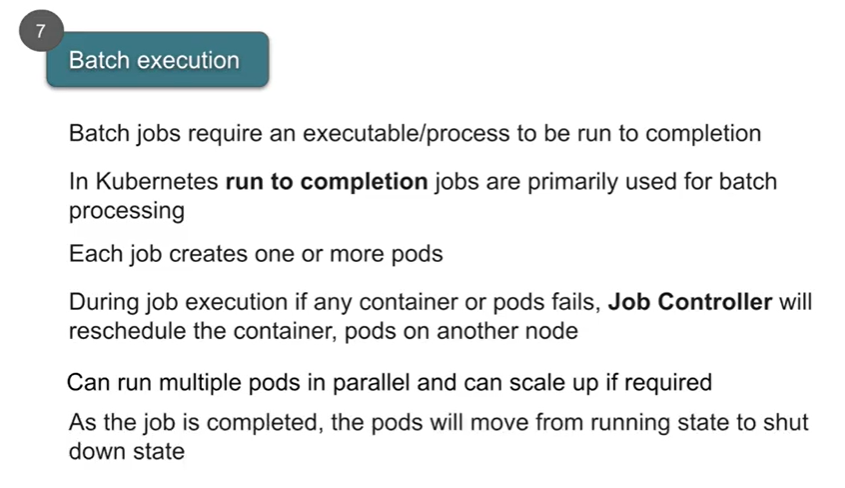 7
Batch execution
Batch jobs require an executable/process to be run to completion
In Kubernetes run to completion jobs are primarily used for batch
processing
Each job creates one or more pods
During job execution if any container or pods fails, Job Controller will
reschedule the container, pods on another node
Can run multiple pods in parallel and can scale up if required
As the job is completed, the pods will move from running state to shut
down state